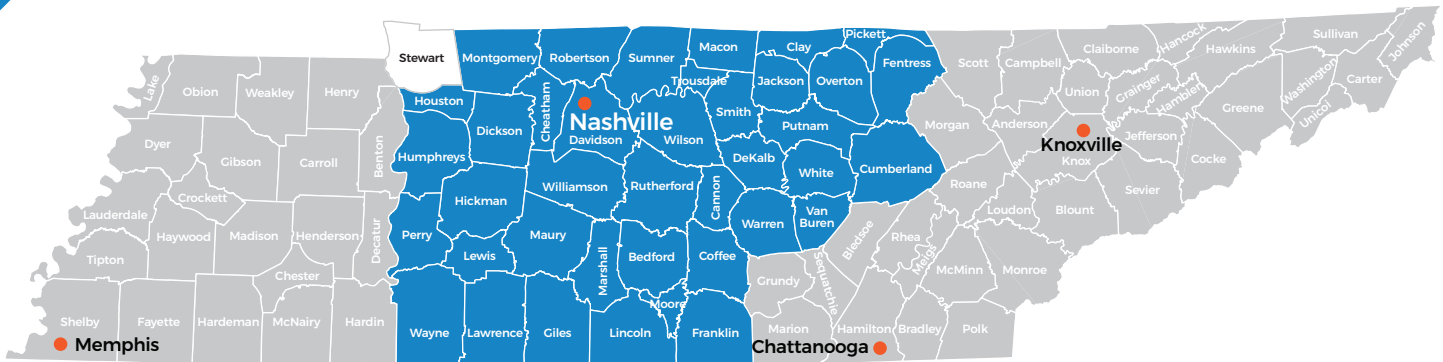 Stewart
Montgomery
Robertson
Sumner
Macon
Clay
Pickett
Fentress
Scott
Campbell
Claiborne
Hancock
Hawkins
Sullivan
Johnson
Lake
Obion
Weakley
Henry
Houston
Dickson
Cheatham
Nashville
Davidson
Wilson
Trousdale
Smith
Jackson
Overton
Putnam
Morgan
Anderson
Union
Grainger
Hamblen
Greene
Washington
Unicoi
Carter
Dyer
Gibson
Carroll
Benton
Humphreys
Hickman
Williamson
Rutherford
Cannon
DeKalb
White
Cumberland
Roane
Knoxville
Knox
Jefferson
Cocke
Sevier
Blount
Loudon
Lauderdale
Crockett
Haywood
Madison
Henderson
Decatur
Perry
Lewis
Maury
Marshall
Bedford
Coffee
Warren
Van
Buren
Bledsoe
Rhea
Meigs
McMinn
Monroe
Tipton
Chester
Grundy
Sequatchie
Shelby
Fayette
Hardeman
McNairy
Hardin
Wayne
Lawrence
Giles
Lincoln
Moore
Franklin
Marion
Hamilton
Bradley
Polk
Memphis
Chattanooga